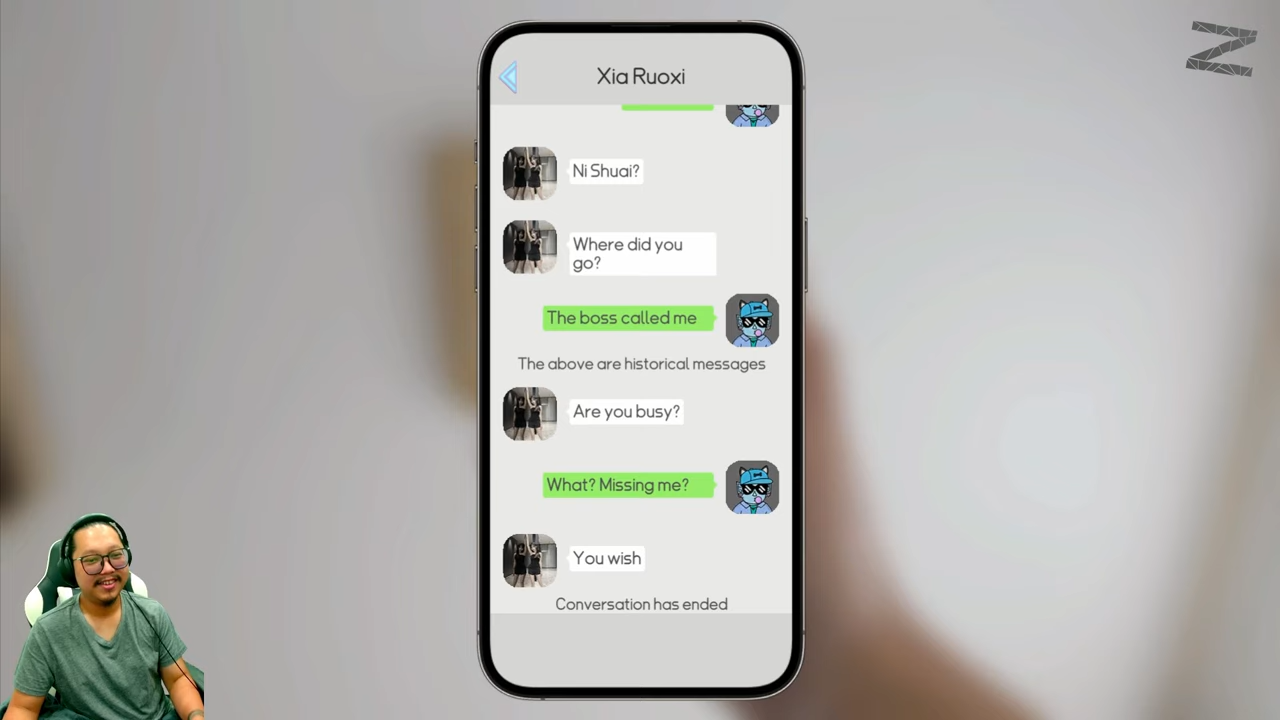 Xia Ruoxi
Ni Shuai?
Where did you
go?
The boss called me
The above are historical messages
Are you busy?
What? Missing me?
You wish
Conversation has ended